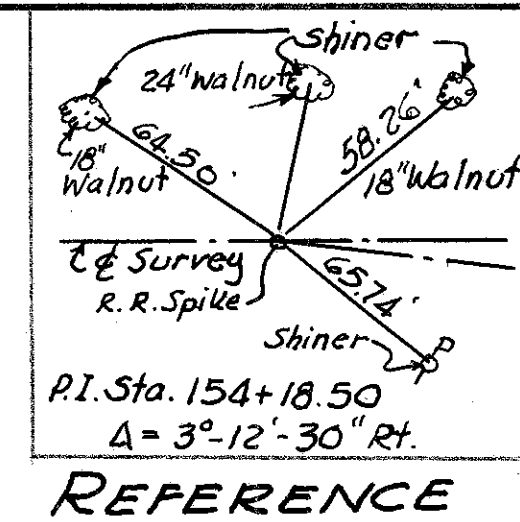 Shiner
24" Walnut
64.50'
58.26'
18" Walnut
18" Walnut
℄ Survey
R.R. Spike
65.74'
Shiner
P
P.I. Sta. 154+18.50
Δ = 3°-12'-30" Rt.
REFERENCE